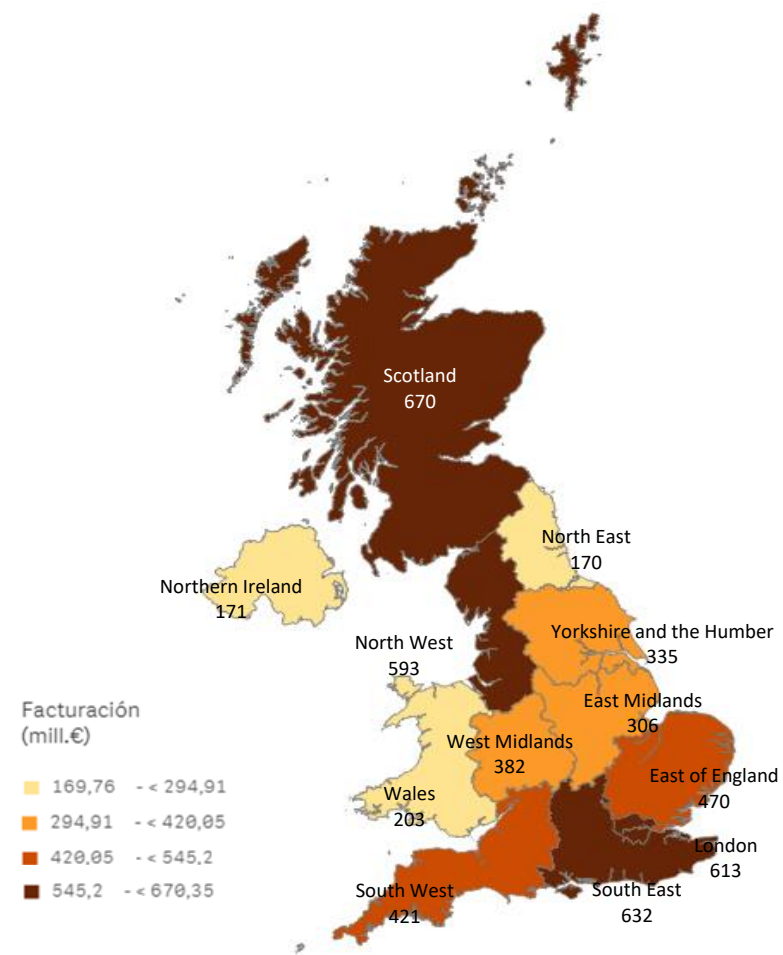 Scotland
670
North East
170
Northern Ireland
171
Yorkshire and the Humber
335
North West
593
East Midlands
306
West Midlands
382
East of England
470
Wales
203
London
613
South West
421
South East
632
Facturación
(mill.€)
169,76 - < 294,91
294,91 - < 420,05
420,05 - < 545,2
545,2 - < 670,35